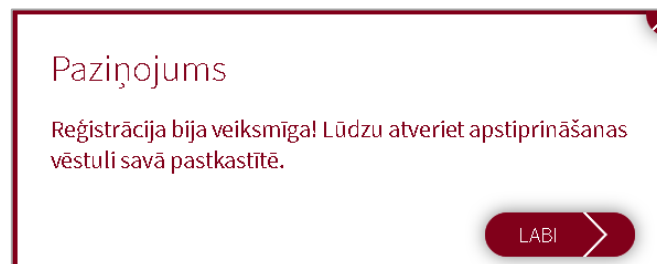 Paziņojums
Reģistrācija bija veiksmīga! Lūdzu atveriet apstiprināšanas
vēstuli savā pastkastītē.
LABI